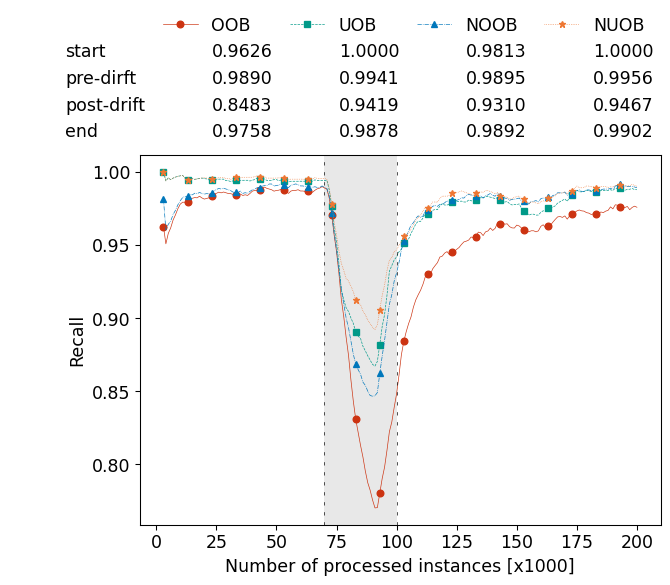 OOB UOB NOOB NUOB
start 0.9626 1.0000 0.9813 1.0000
pre-dirft 0.9890 0.9941 0.9895 0.9956
post-drift 0.8483 0.9419 0.9310 0.9467
end 0.9758 0.9878 0.9892 0.9902
1.00
0.95
0.90
0.85
0.80
Recall
0 25 50 75 100 125 150 175 200
Number of processed instances [x1000]